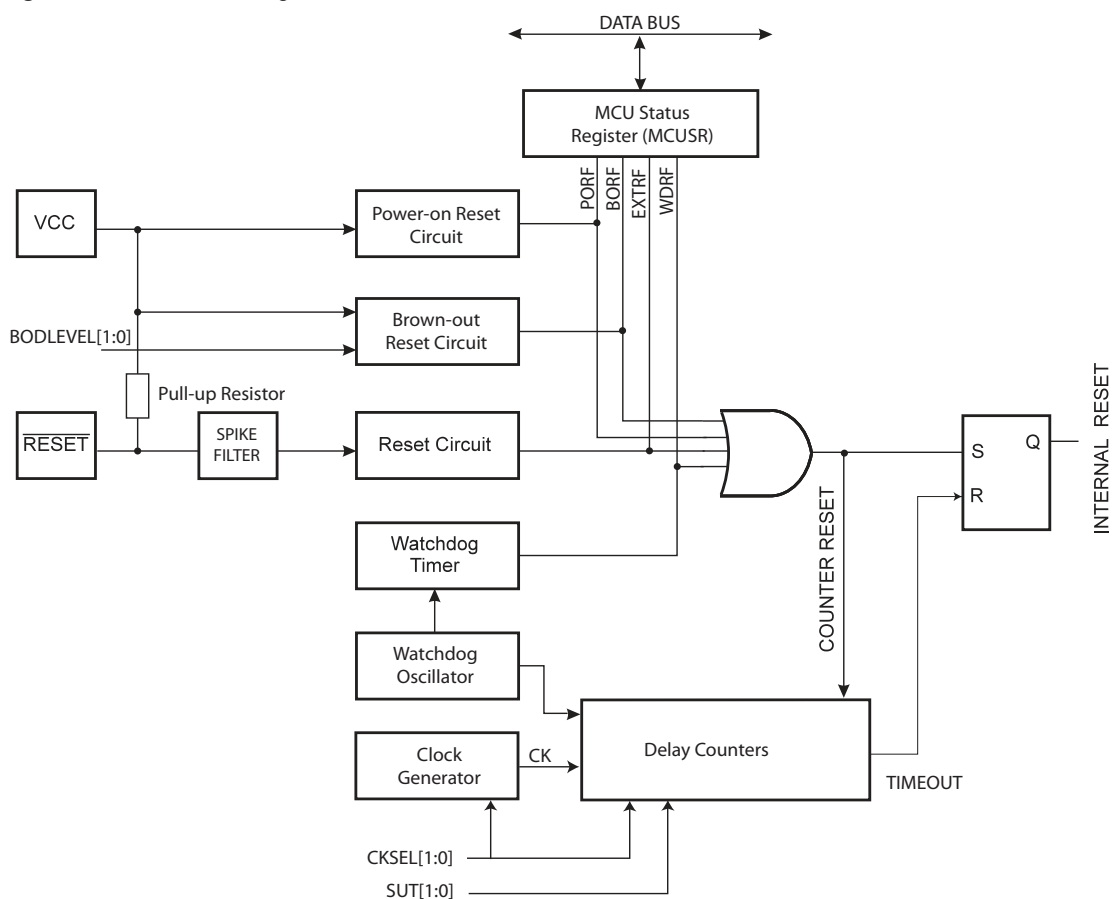 DATA BUS
MCU Status
Register (MCUSR)
PORF
BORF
EXTRF
WDRF
VCC
Power-on Reset
Circuit
BODLEVEL[1:0]
Brown-out
Reset Circuit
Pull-up Resistor
RESET
SPIKE
FILTER
Reset Circuit
S
Q
R
INTERNAL RESET
Watchdog
Timer
COUNTER RESET
Watchdog
Oscillator
Clock
Generator
CK
Delay Counters
TIMEOUT
CKSEL[1:0]
SUT[1:0]